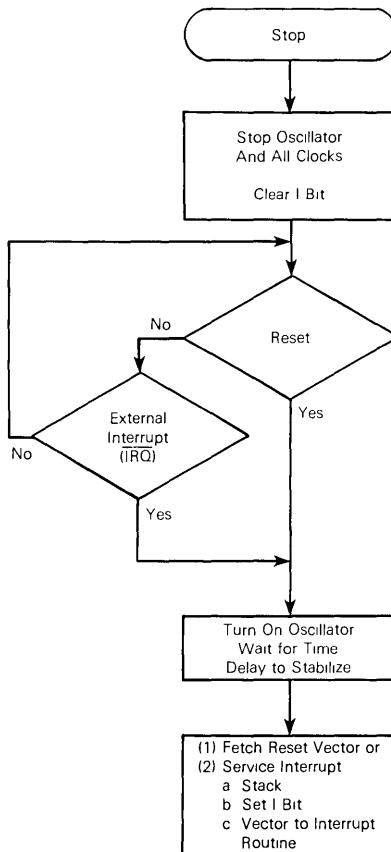 Stop
Stop Oscillator
And All Clocks
Clear I Bit
No
Reset
Yes
External
Interrupt
(I̅R̅Q̅)
No
Yes
Turn On Oscillator
Wait for Time
Delay to Stabilize
(1) Fetch Reset Vector or
(2) Service Interrupt
a Stack
b Set I Bit
c Vector to Interrupt
Routine